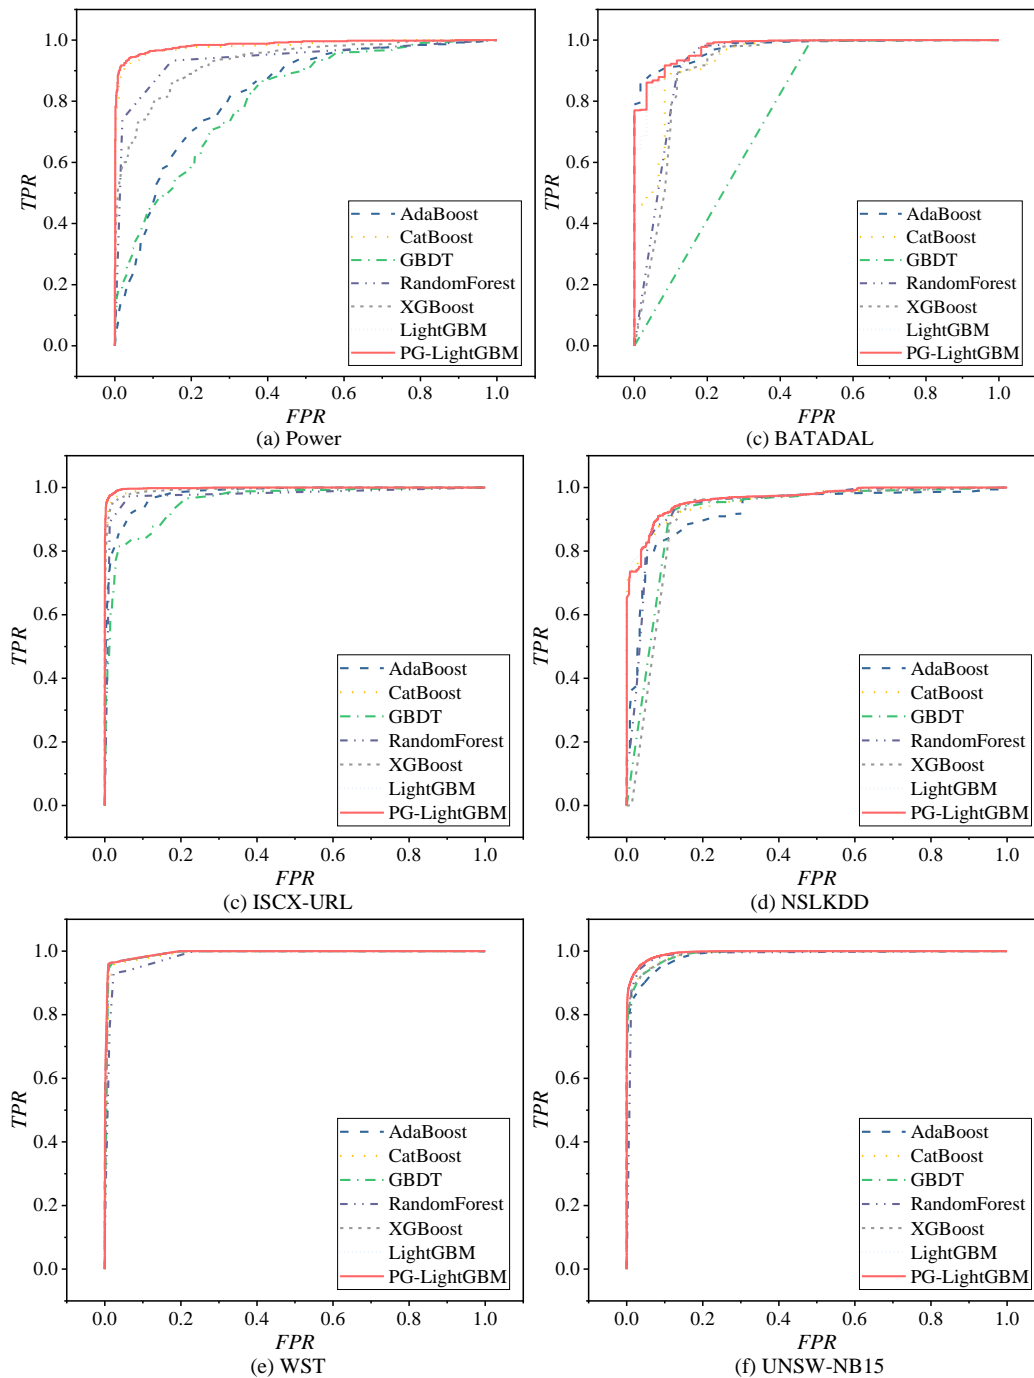 1.0
0.8
0.6
0.4
0.2
0.0
TPR
AdaBoost
CatBoost
GBDT
RandomForest
XGBoost
LightGBM
PG-LightGBM
0.0 0.2 0.4 0.6 0.8 1.0
FPR
(a) Power
1.0
0.8
0.6
0.4
0.2
0.0
TPR
AdaBoost
CatBoost
GBDT
RandomForest
XGBoost
LightGBM
PG-LightGBM
0.0 0.2 0.4 0.6 0.8 1.0
FPR
(c) BATADAL
1.0
0.8
0.6
0.4
0.2
0.0
TPR
AdaBoost
CatBoost
GBDT
RandomForest
XGBoost
LightGBM
PG-LightGBM
0.0 0.2 0.4 0.6 0.8 1.0
FPR
(c) ISCX-URL
1.0
0.8
0.6
0.4
0.2
0.0
TPR
AdaBoost
CatBoost
GBDT
RandomForest
XGBoost
LightGBM
PG-LightGBM
0.0 0.2 0.4 0.6 0.8 1.0
FPR
(d) NSLKDD
1.0
0.8
0.6
0.4
0.2
0.0
TPR
AdaBoost
CatBoost
GBDT
RandomForest
XGBoost
LightGBM
PG-LightGBM
0.0 0.2 0.4 0.6 0.8 1.0
FPR
(e) WST
1.0
0.8
0.6
0.4
0.2
0.0
TPR
AdaBoost
CatBoost
GBDT
RandomForest
XGBoost
LightGBM
PG-LightGBM
0.0 0.2 0.4 0.6 0.8 1.0
FPR
(f) UNSW-NB15